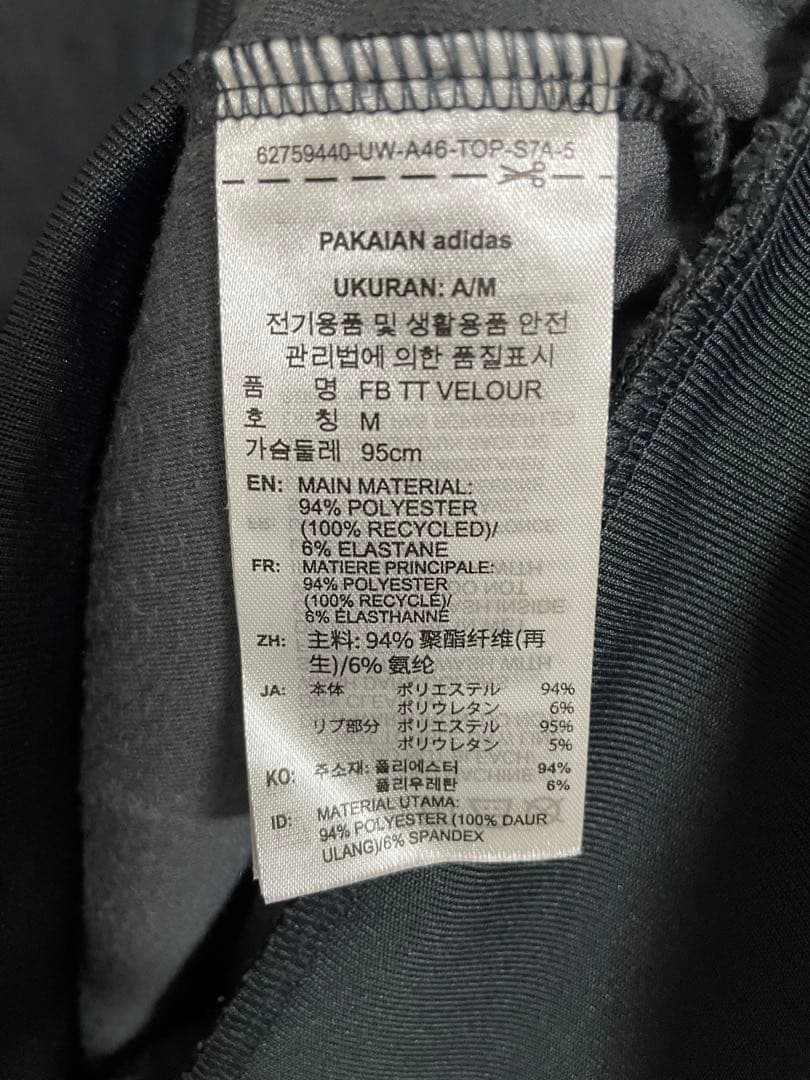 62759440-UW-A46-TOP-S7A-5
PAKAIAN adidas
UKURAN: A/M
전기용품 및 생활용품 안전
관리법에 의한 품질표시
품 명 FB TT VELOUR
호 칭 M
가슴둘레 95cm
EN: MAIN MATERIAL:
94% POLYESTER
(100% RECYCLED)/
6% ELASTANE
FR: MATIERE PRINCIPALE:
94% POLYESTER
(100% RECYCLÉ)/
6% ÉLASTHANNE
ZH: 主料: 94% 聚酯纤维(再
生)/6% 氨纶
JA: 本体 ポリエステル 94%
ポリウレタン 6%
リブ部分 ポリエステル 95%
ポリウレタン 5%
KO: 주소재: 폴리에스터 94%
폴리우레탄 6%
ID: MATERIAL UTAMA:
94% POLYESTER (100% DAUR
ULANG)/6% SPANDEX